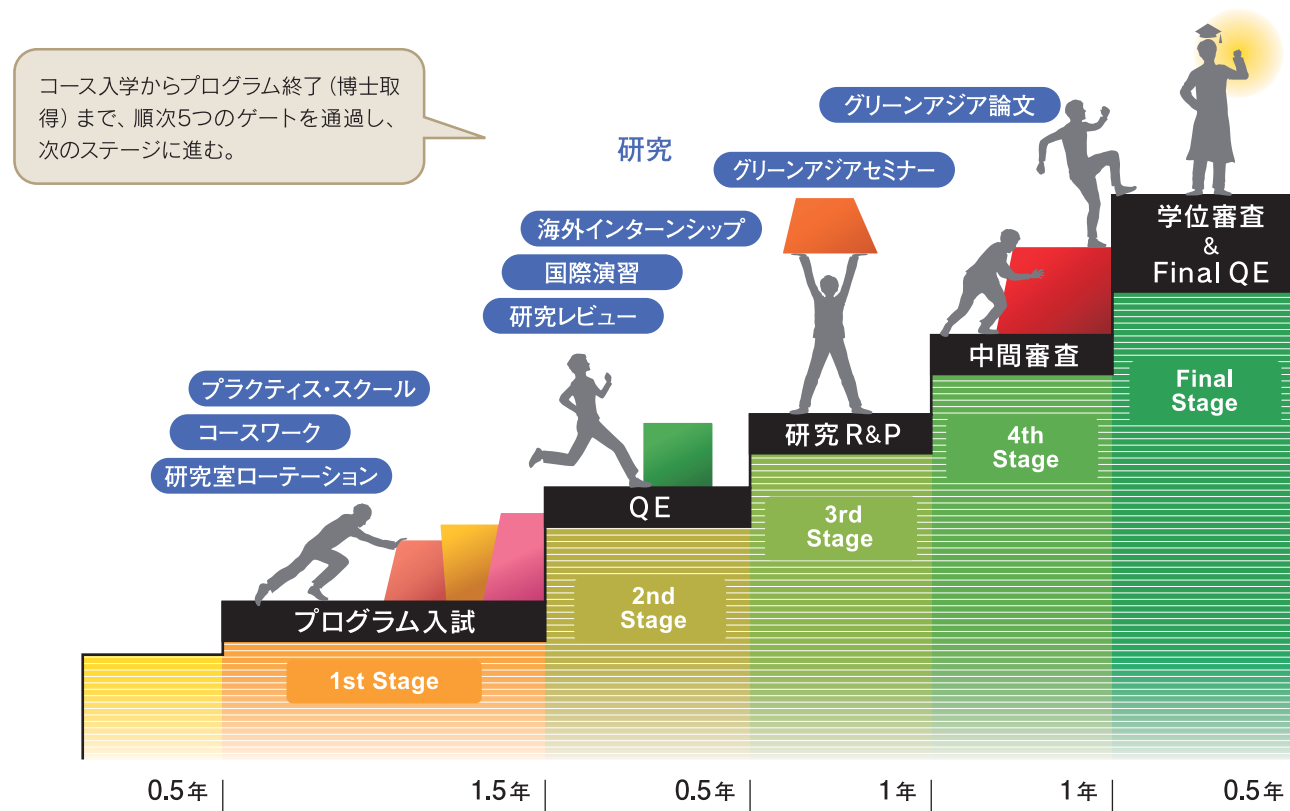 コース入学からプログラム終了（博士取
得）まで、順次5つのゲートを通過し、
次のステージに進む。
研究
グリーンアジア論文
グリーンアジアセミナー
海外インターンシップ
国際演習
研究レビュー
プラクティス・スクール
コースワーク
研究室ローテーション
学位審査
&
Final QE
中間審査
研究 R&P
QE
プログラム入試
Final
Stage
4th
Stage
3rd
Stage
2nd
Stage
1st Stage
0.5年
1.5年
0.5年
1年
1年
0.5年